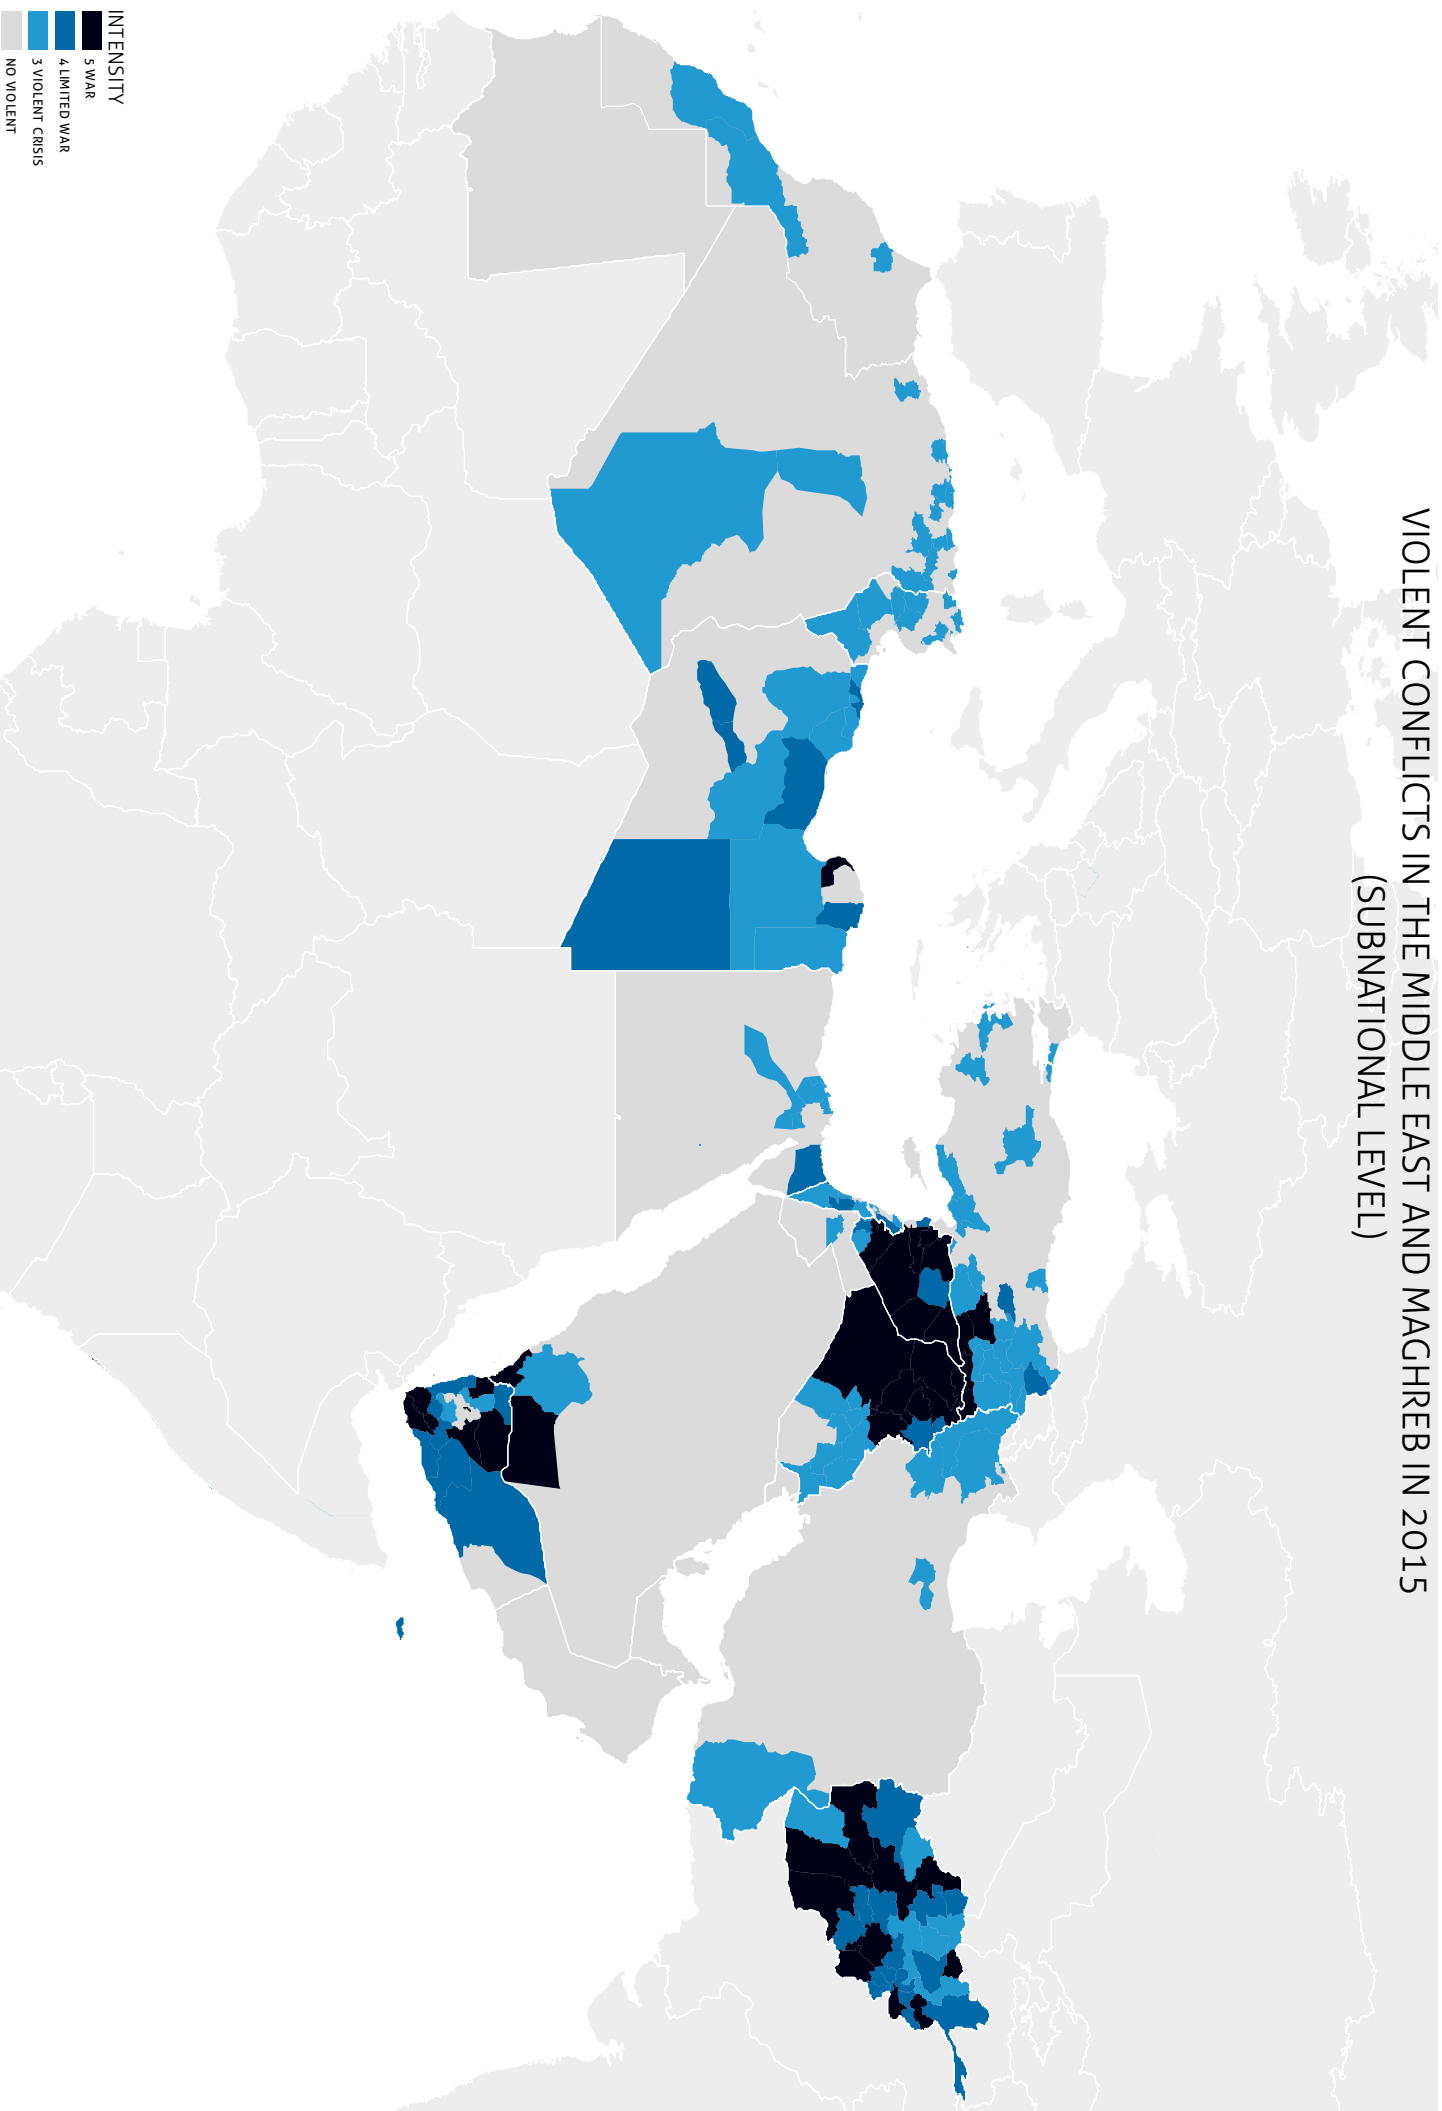 VIOLENT CONFLICTS IN THE MIDDLE EAST AND MAGHREB IN 2015
(SUBNATIONAL LEVEL)
INTENSITY
5 WAR
4 LIMITED WAR
3 VIOLENT CRISIS
NO VIOLENT